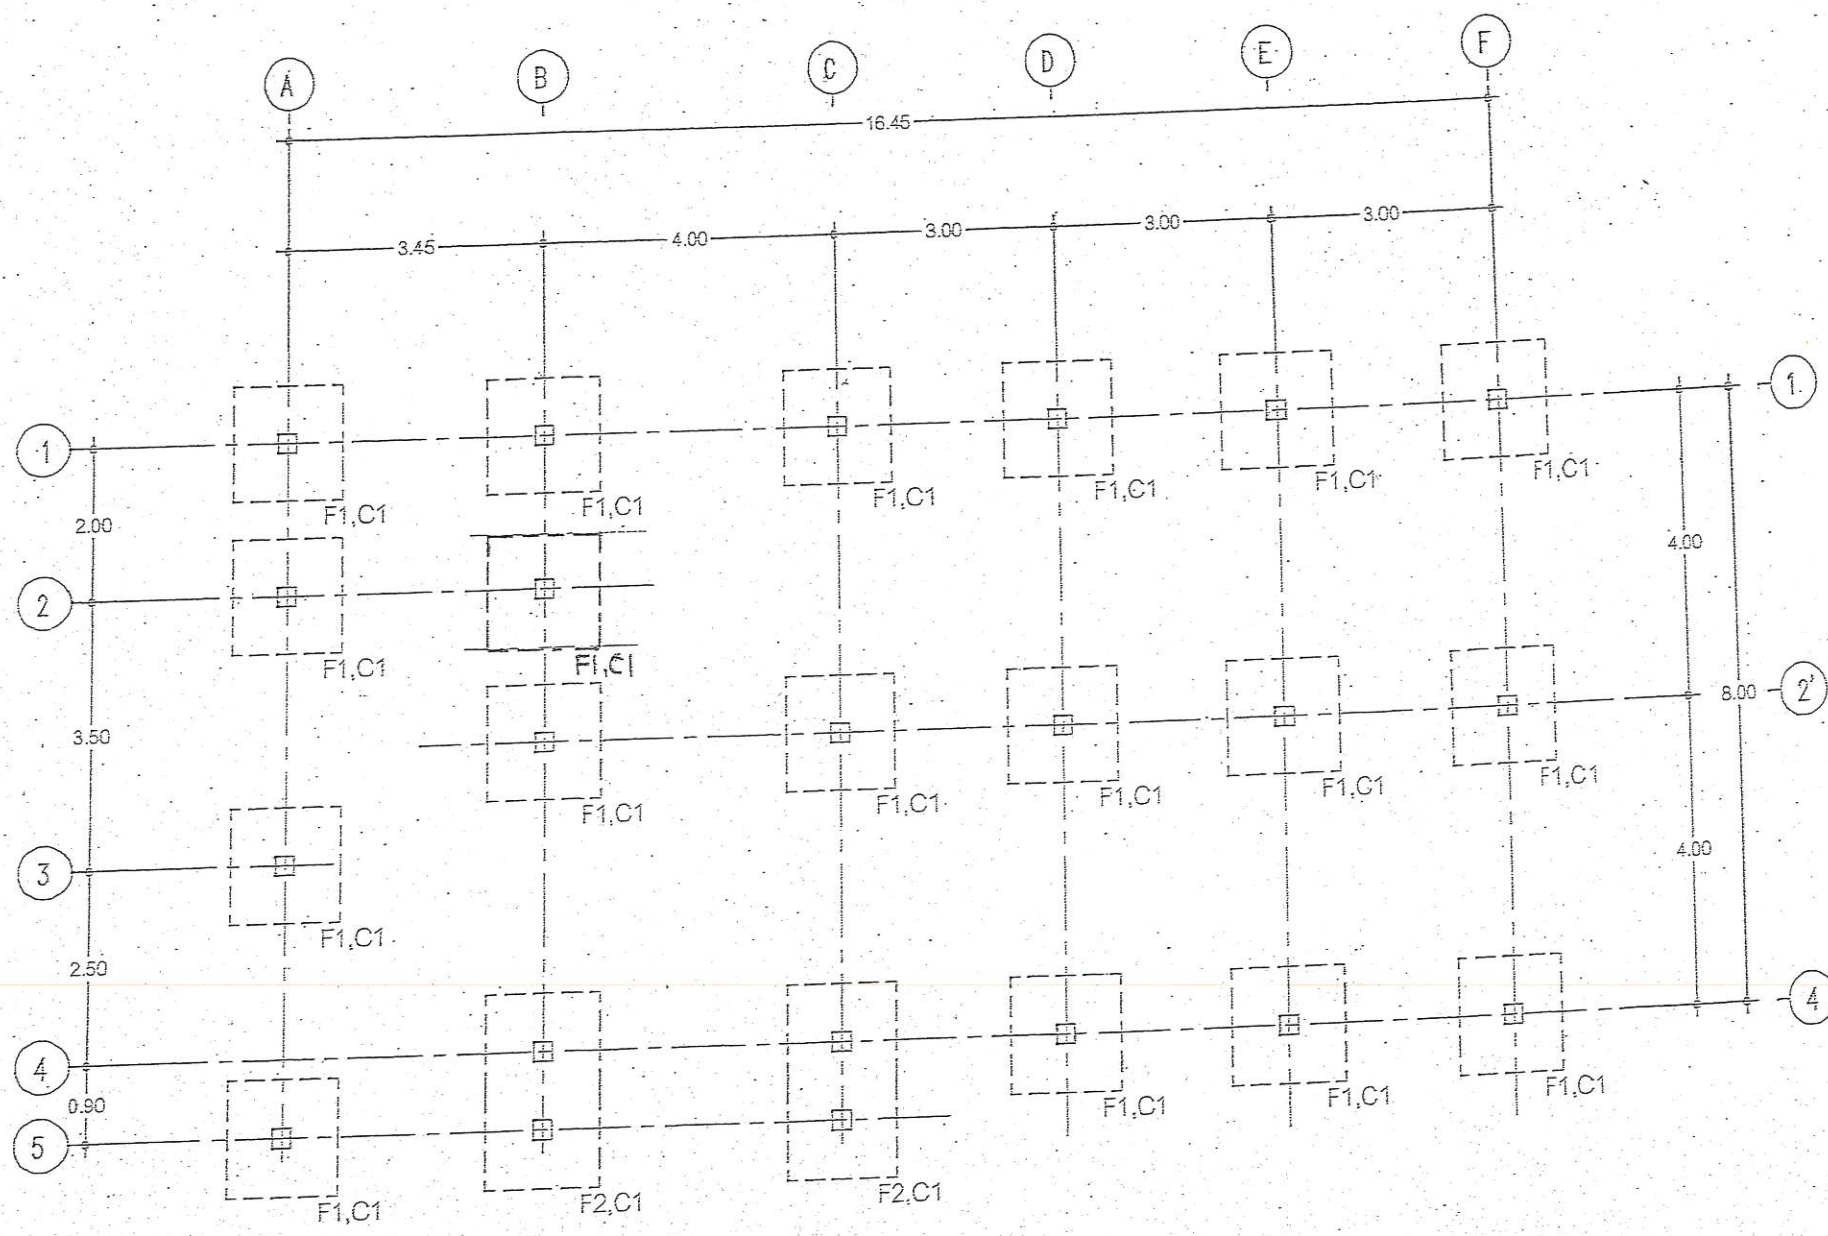 A B C D E F
16.45
3.45 4.00 3.00 3.00 3.00
1 1
F1,C1 F1,C1 F1,C1 F1,C1 F1,C1 F1,C1
2.00 4.00
2
F1,C1 F1,C1
8.00 2'
3.50
F1,C1 F1,C1 F1,C1 F1,C1 F1,C1
3 4.00
F1,C1
2.50
4 4
0.90
F1,C1 F1,C1 F1,C1
5
F1,C1 F2,C1 F2,C1